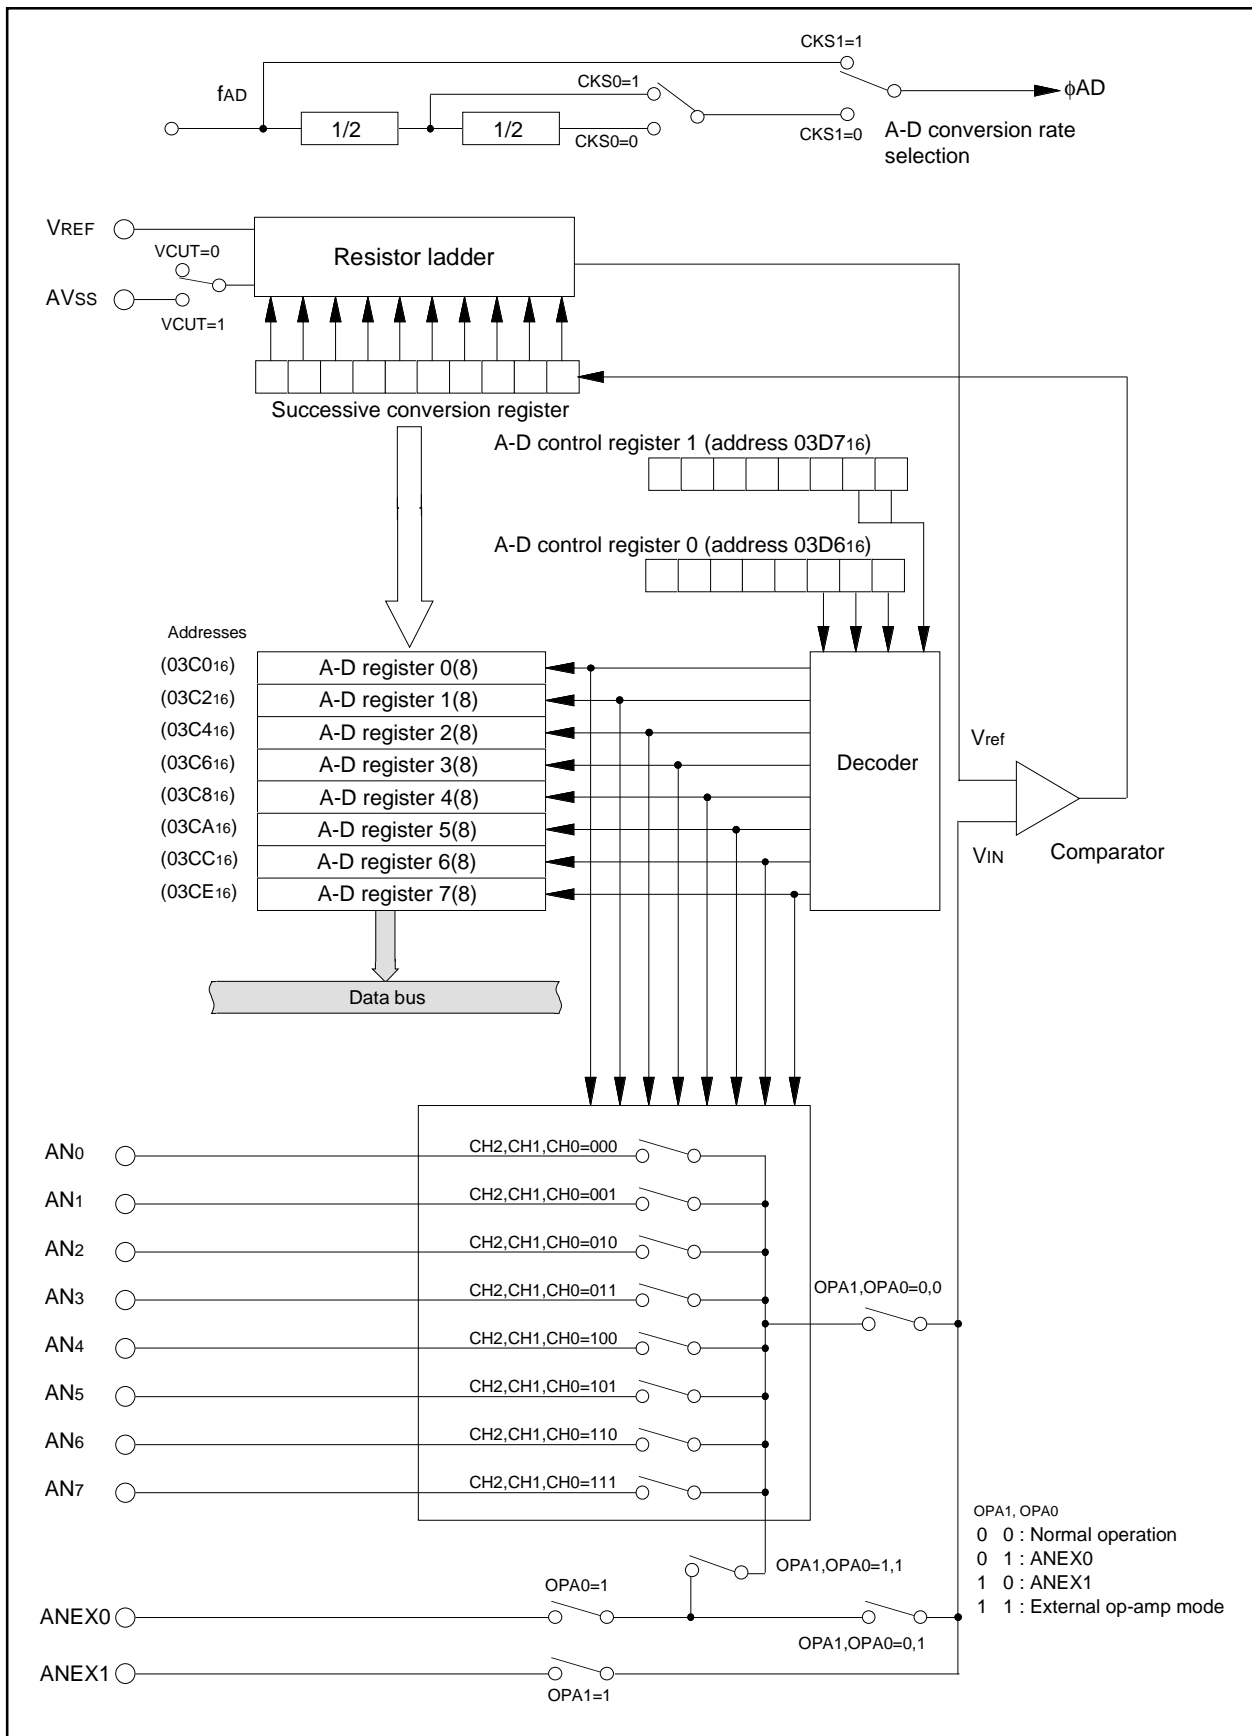 CKS1=1
fAD
CKS0=1
ϕAD
1/2
1/2
CKS0=0
CKS1=0
A-D conversion rate
selection
VREF
VCUT=0
Resistor ladder
AVSS
VCUT=1
Successive conversion register
A-D control register 1 (address 03D716)
A-D control register 0 (address 03D616)
Addresses
(03C016)
A-D register 0(8)
(03C216)
A-D register 1(8)
(03C416)
A-D register 2(8)
(03C616)
A-D register 3(8)
(03C816)
A-D register 4(8)
(03CA16)
A-D register 5(8)
(03CC16)
A-D register 6(8)
(03CE16)
A-D register 7(8)
Decoder
Vref
VIN
Comparator
Data bus
AN0
CH2,CH1,CH0=000
AN1
CH2,CH1,CH0=001
AN2
CH2,CH1,CH0=010
AN3
CH2,CH1,CH0=011
OPA1,OPA0=0,0
AN4
CH2,CH1,CH0=100
AN5
CH2,CH1,CH0=101
AN6
CH2,CH1,CH0=110
AN7
CH2,CH1,CH0=111
OPA1, OPA0
0 0 : Normal operation
0 1 : ANEX0
1 0 : ANEX1
1 1 : External op-amp mode
OPA1,OPA0=1,1
OPA0=1
ANEX0
OPA1,OPA0=0,1
ANEX1
OPA1=1